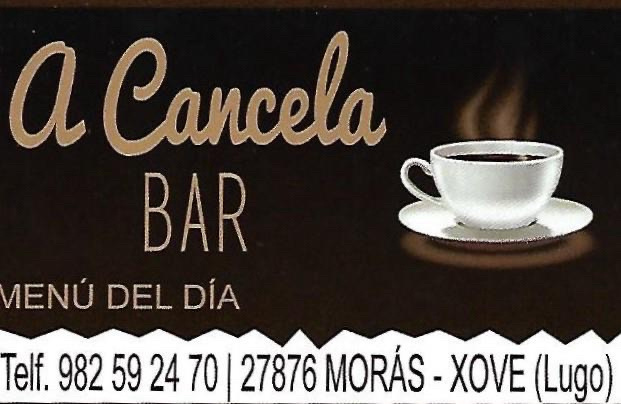 A Cancela
BAR
MENÚ DEL DÍA
Telf. 982 59 24 70 | 27876 MORÁS - XOVE (Lugo)